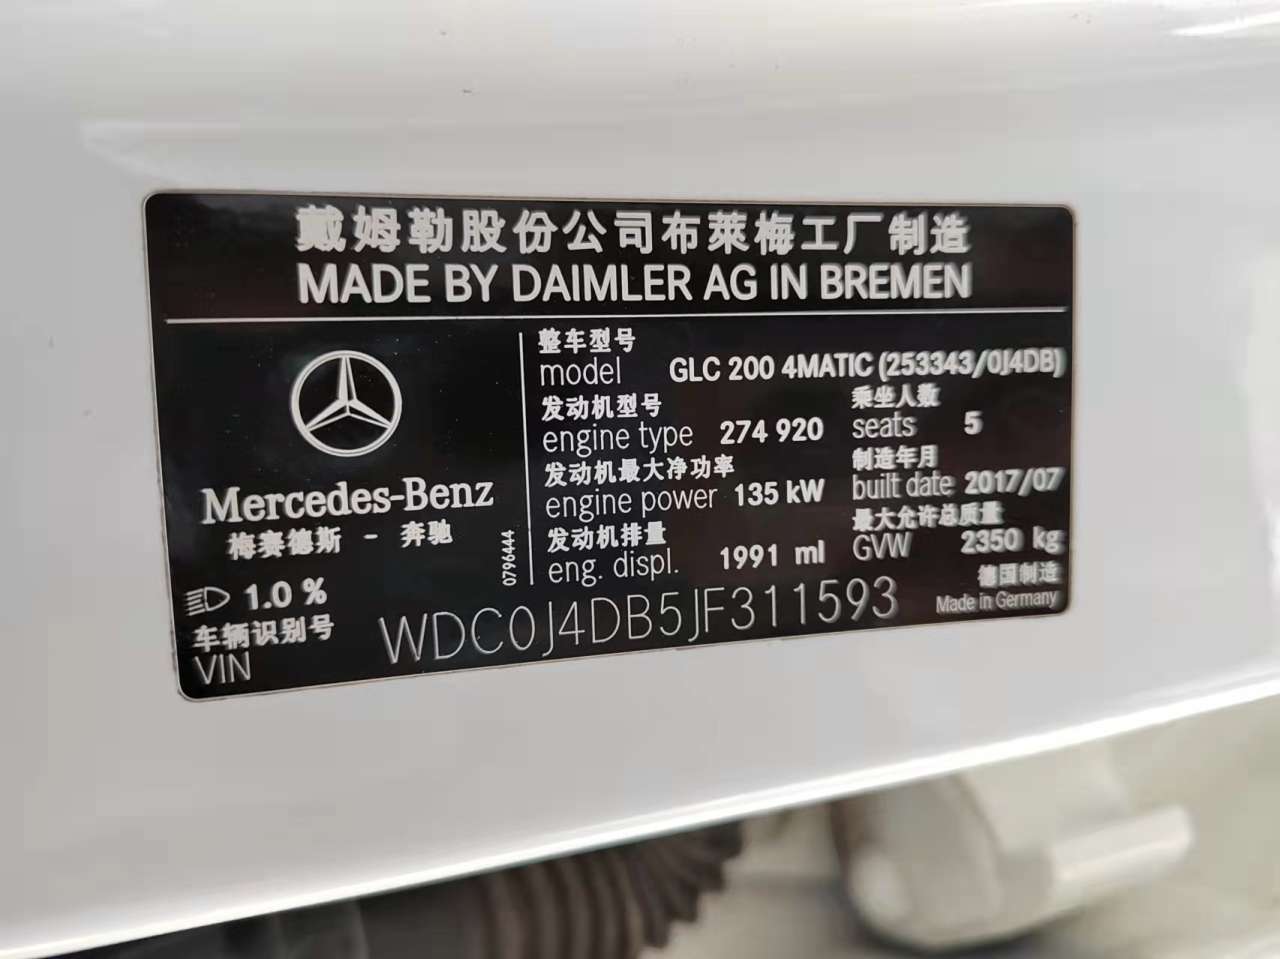 戴姆勒股份公司布莱梅工厂制造
MADE BY DAIMLER AG IN BREMEN
整车型号
model GLC 200 4MATIC (253343/0J4DB)
发动机型号 乘坐人数
engine type 274 920 seats 5
发动机最大净功率 制造年月
engine power 135 kW built date 2017/07
发动机排量 最大允许总质量
eng. displ. 1991 ml GVW 2350 kg
Mercedes-Benz
梅赛德斯 - 奔驰
0796444
1.0 %
德国制造
Made in Germany
车辆识别号
VIN WDC0J4DB5JF311593